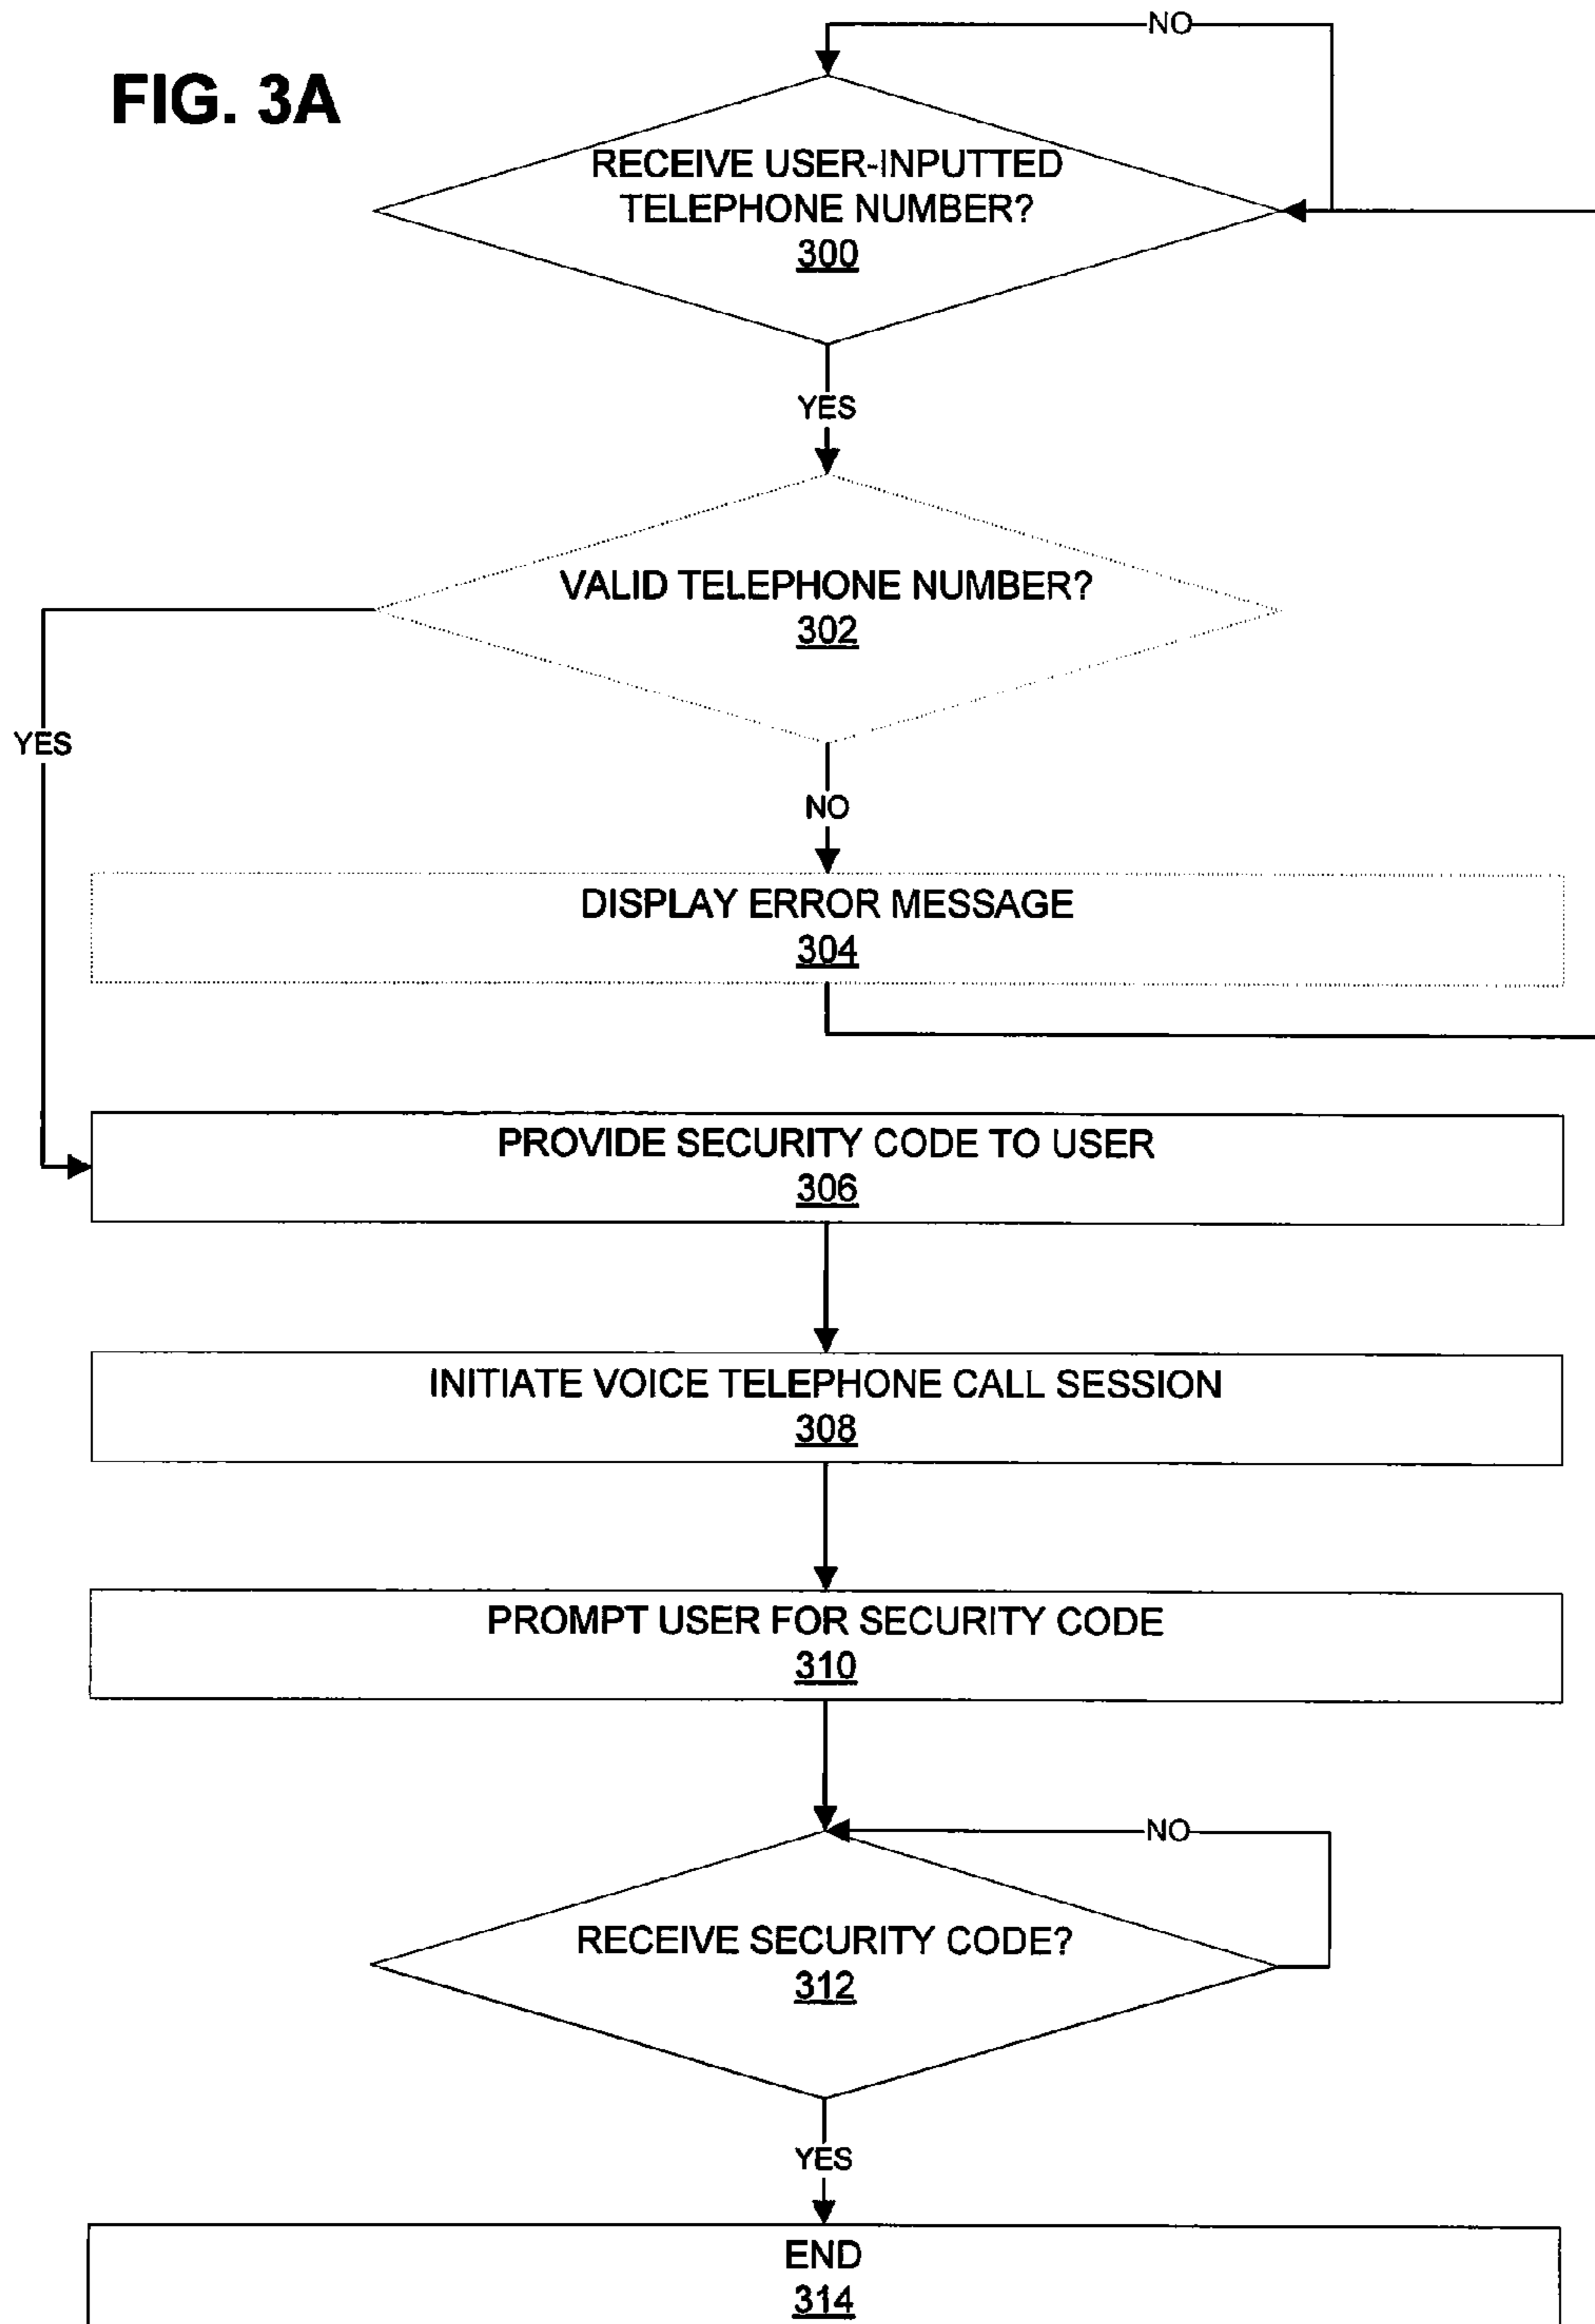 FIG. 3A
NO
RECEIVE USER-INPUTTED
TELEPHONE NUMBER?
300
YES
VALID TELEPHONE NUMBER?
302
YES
NO
DISPLAY ERROR MESSAGE
304
PROVIDE SECURITY CODE TO USER
306
INITIATE VOICE TELEPHONE CALL SESSION
308
PROMPT USER FOR SECURITY CODE
310
NO
RECEIVE SECURITY CODE?
312
YES
END
314